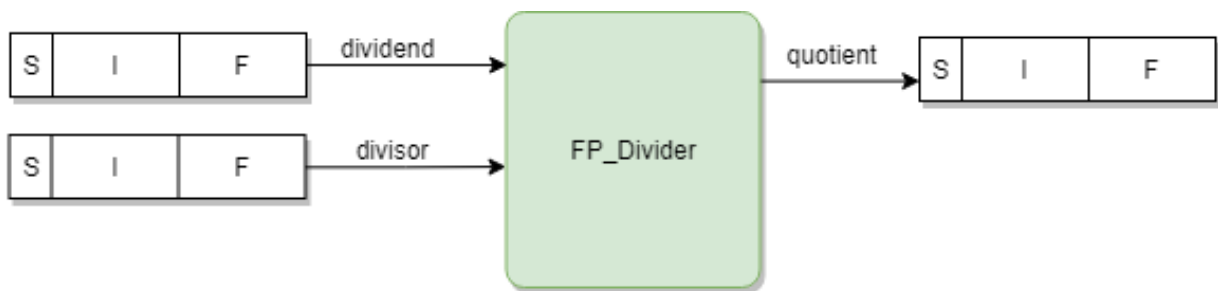 S I F
dividend
S I F
divisor
FP_Divider
quotient
S I F